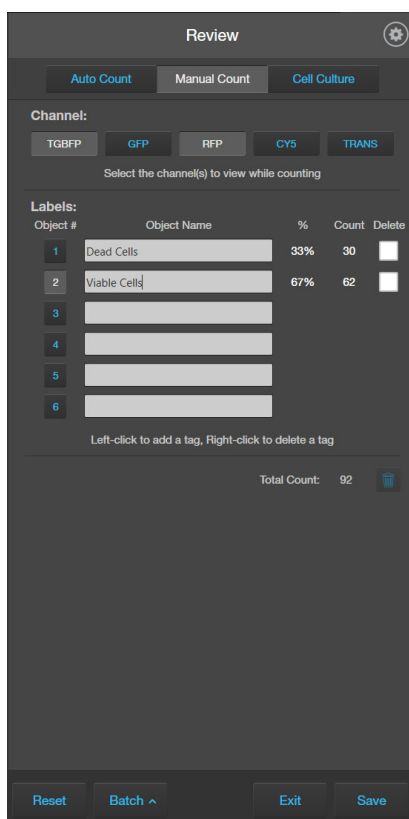 Review
Auto Count Manual Count Cell Culture
Channel:
TGBFP GFP RFP CY5 TRANS
Select the channel(s) to view while counting
Labels:
Object # Object Name % Count Delete
1 Dead Cells 33% 30
2 Viable Cells 67% 62
3
4
5
6
Left-click to add a tag, Right-click to delete a tag
Total Count: 92
Reset Batch Exit Save